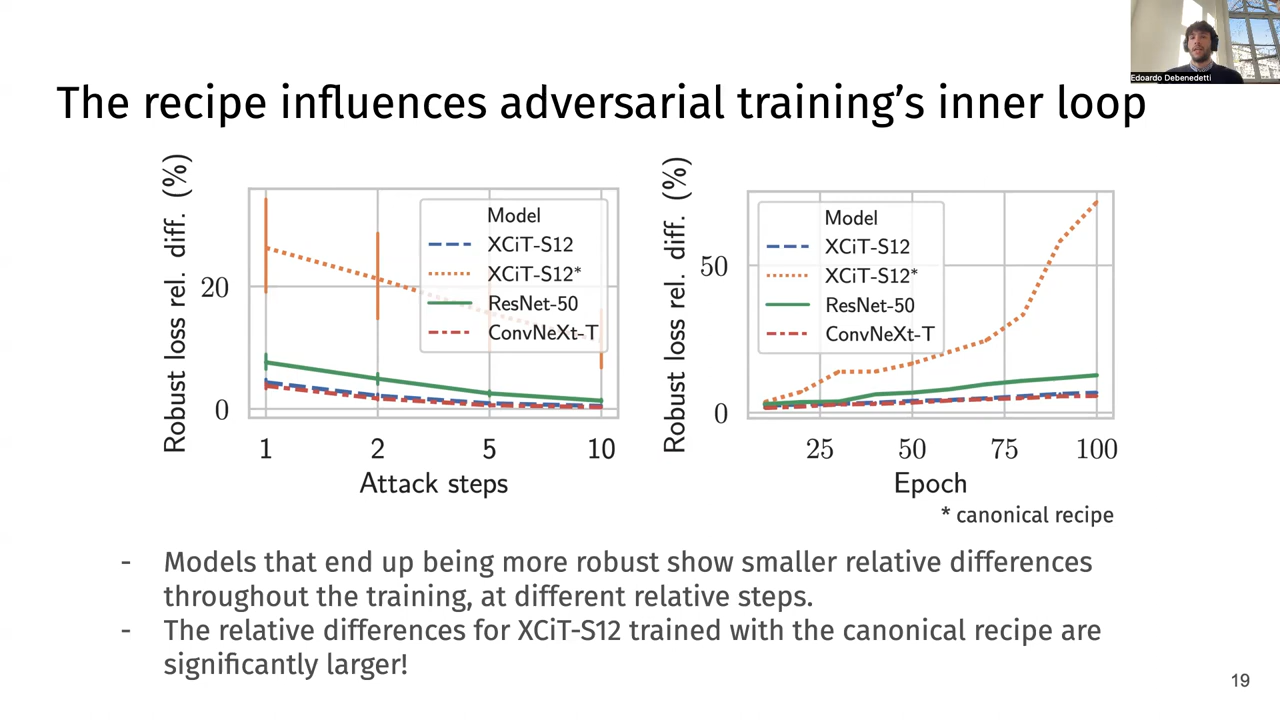 Edoardo Debenedetti
The recipe influences adversarial training's inner loop
Robust loss rel. diff. (%)
20
0
Model
XCiT-S12
XCiT-S12*
ResNet-50
ConvNeXt-T
1 2 5 10
Attack steps
Robust loss rel. diff. (%)
50
0
Model
XCiT-S12
XCiT-S12*
ResNet-50
ConvNeXt-T
25 50 75 100
Epoch
* canonical recipe
- Models that end up being more robust show smaller relative differences
throughout the training, at different relative steps.
- The relative differences for XCiT-S12 trained with the canonical recipe are
significantly larger!
19